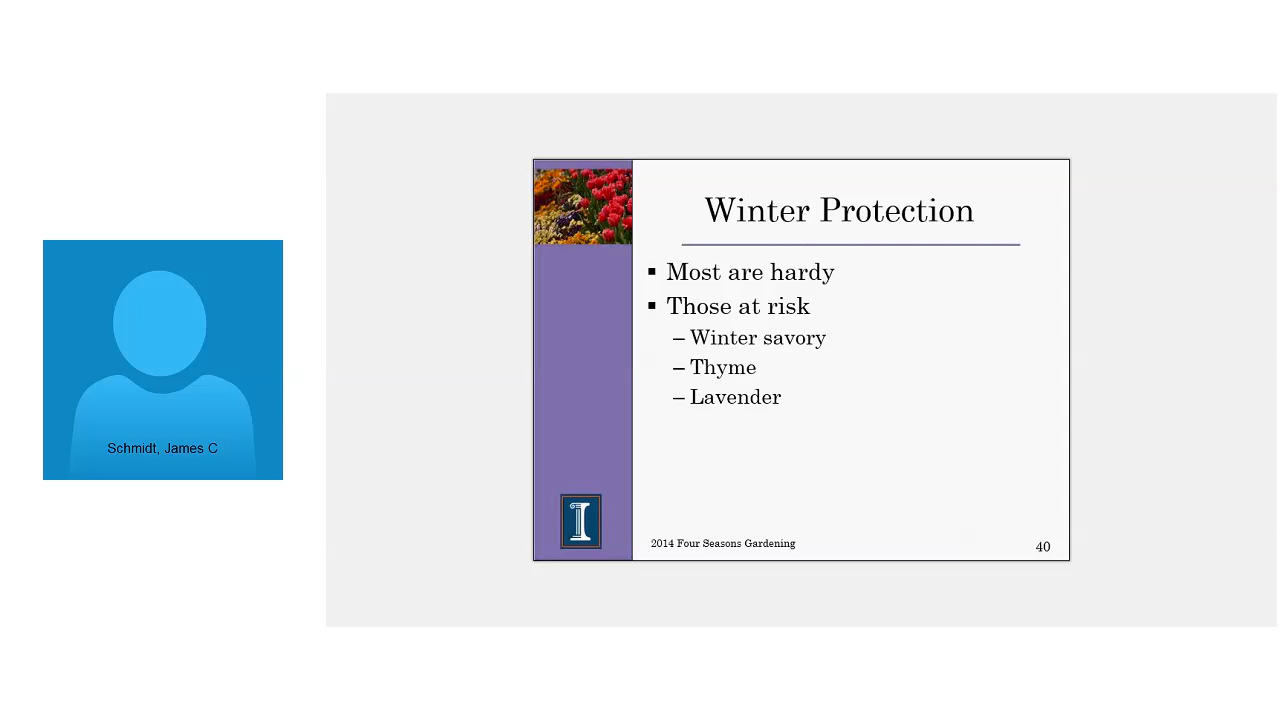 Schmidt, James C
Winter Protection
▪ Most are hardy
▪ Those at risk
– Winter savory
– Thyme
– Lavender
2014 Four Seasons Gardening
40